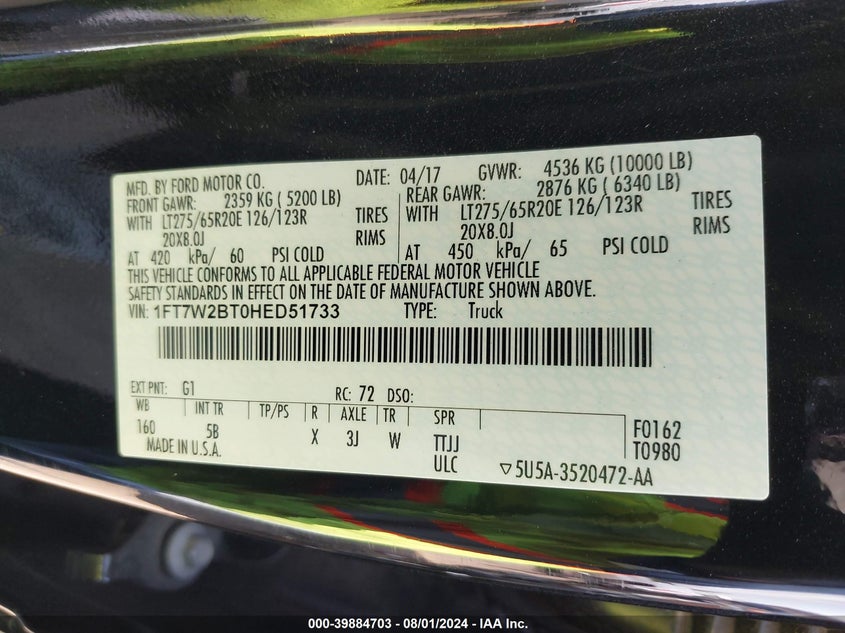 MFD. BY FORD MOTOR CO. DATE: 04/17 GVWR: 4536 KG (10000 LB)
FRONT GAWR: 2359 KG ( 5200 LB) REAR GAWR: 2876 KG ( 6340 LB)
WITH LT275/65R20E 126/123R TIRES WITH LT275/65R20E 126/123R TIRES
20X8.0J RIMS 20X8.0J RIMS
AT 420 kPa/ 60 PSI COLD AT 450 kPa/ 65 PSI COLD
THIS VEHICLE CONFORMS TO ALL APPLICABLE FEDERAL MOTOR VEHICLE
SAFETY STANDARDS IN EFFECT ON THE DATE OF MANUFACTURE SHOWN ABOVE.
VIN: 1FT7W2BT0HED51733 TYPE: Truck
EXT PNT: G1 RC: 72 DSO:
WB INT TR TP/PS R AXLE TR SPR
160 5B X 3J W TTJJ F0162
MADE IN U.S.A. ULC T0980
▽5U5A-3520472-AA
000-39884703 - 08/01/2024 - IAA Inc.